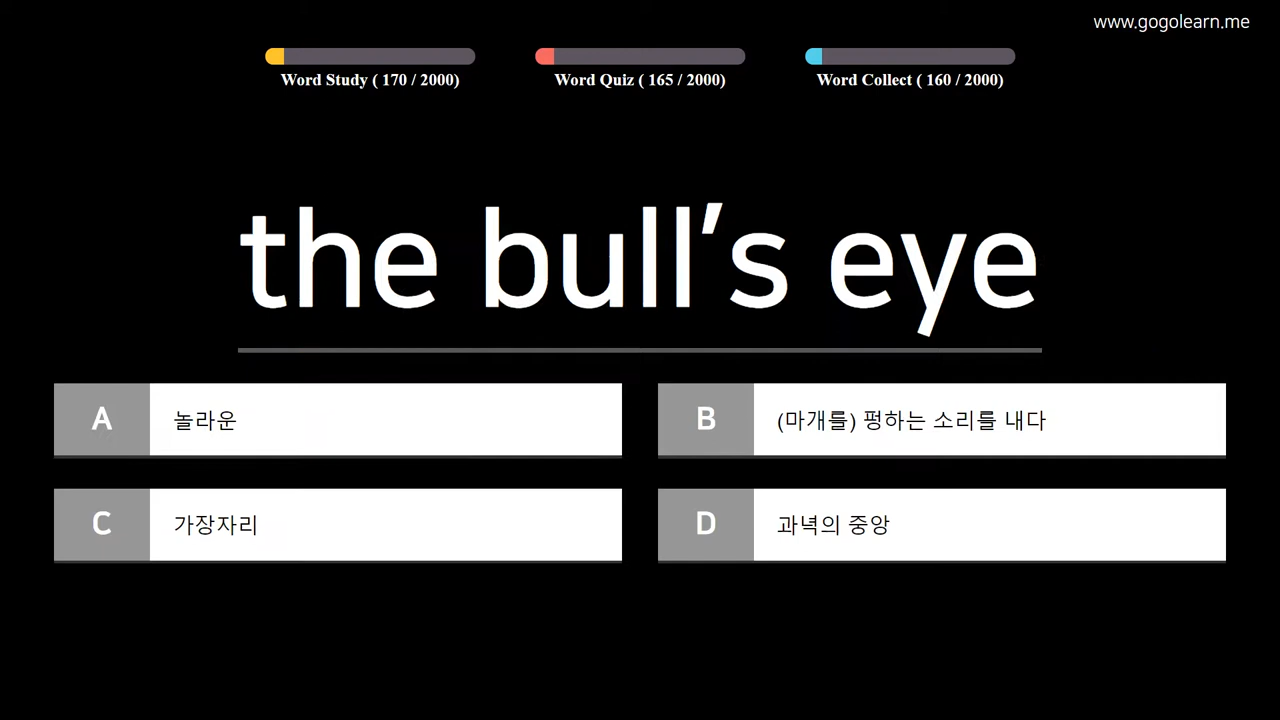 www.gogolearn.me
Word Study ( 170 / 2000)
Word Quiz ( 165 / 2000)
Word Collect ( 160 / 2000)
the bull’s eye
A 놀라운
B (마개를) 펑하는 소리를 내다
C 가장자리
D 과녁의 중앙